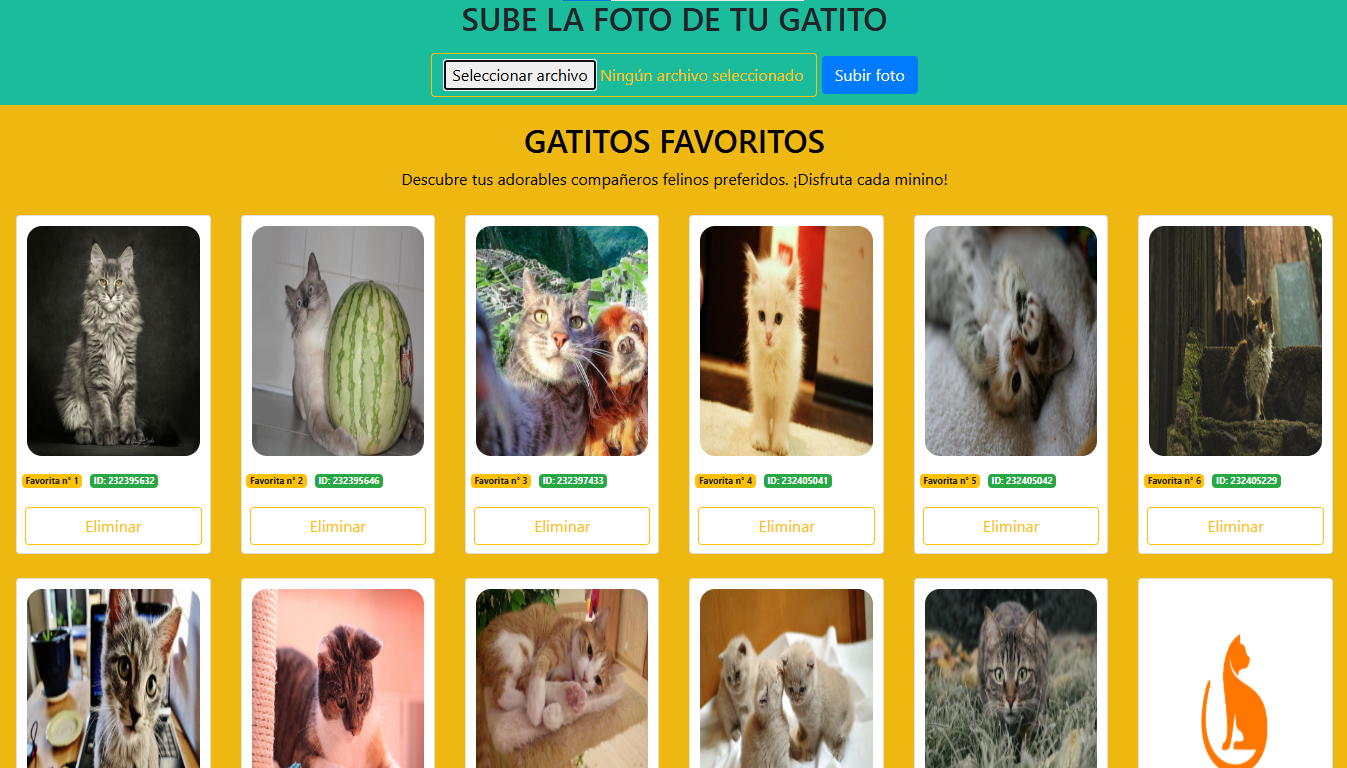 SUBE LA FOTO DE TU GATITO
Seleccionar archivo Ningún archivo seleccionado Subir foto
GATITOS FAVORITOS
Descubre tus adorables compañeros felinos preferidos. ¡Disfruta cada minino!
Favorita n° 1 ID: 232395632
Eliminar
Favorita n° 2 ID: 232395646
Eliminar
Favorita n° 3 ID: 232397433
Eliminar
Favorita n° 4 ID: 232405041
Eliminar
Favorita n° 5 ID: 232405042
Eliminar
Favorita n° 6 ID: 232405229
Eliminar